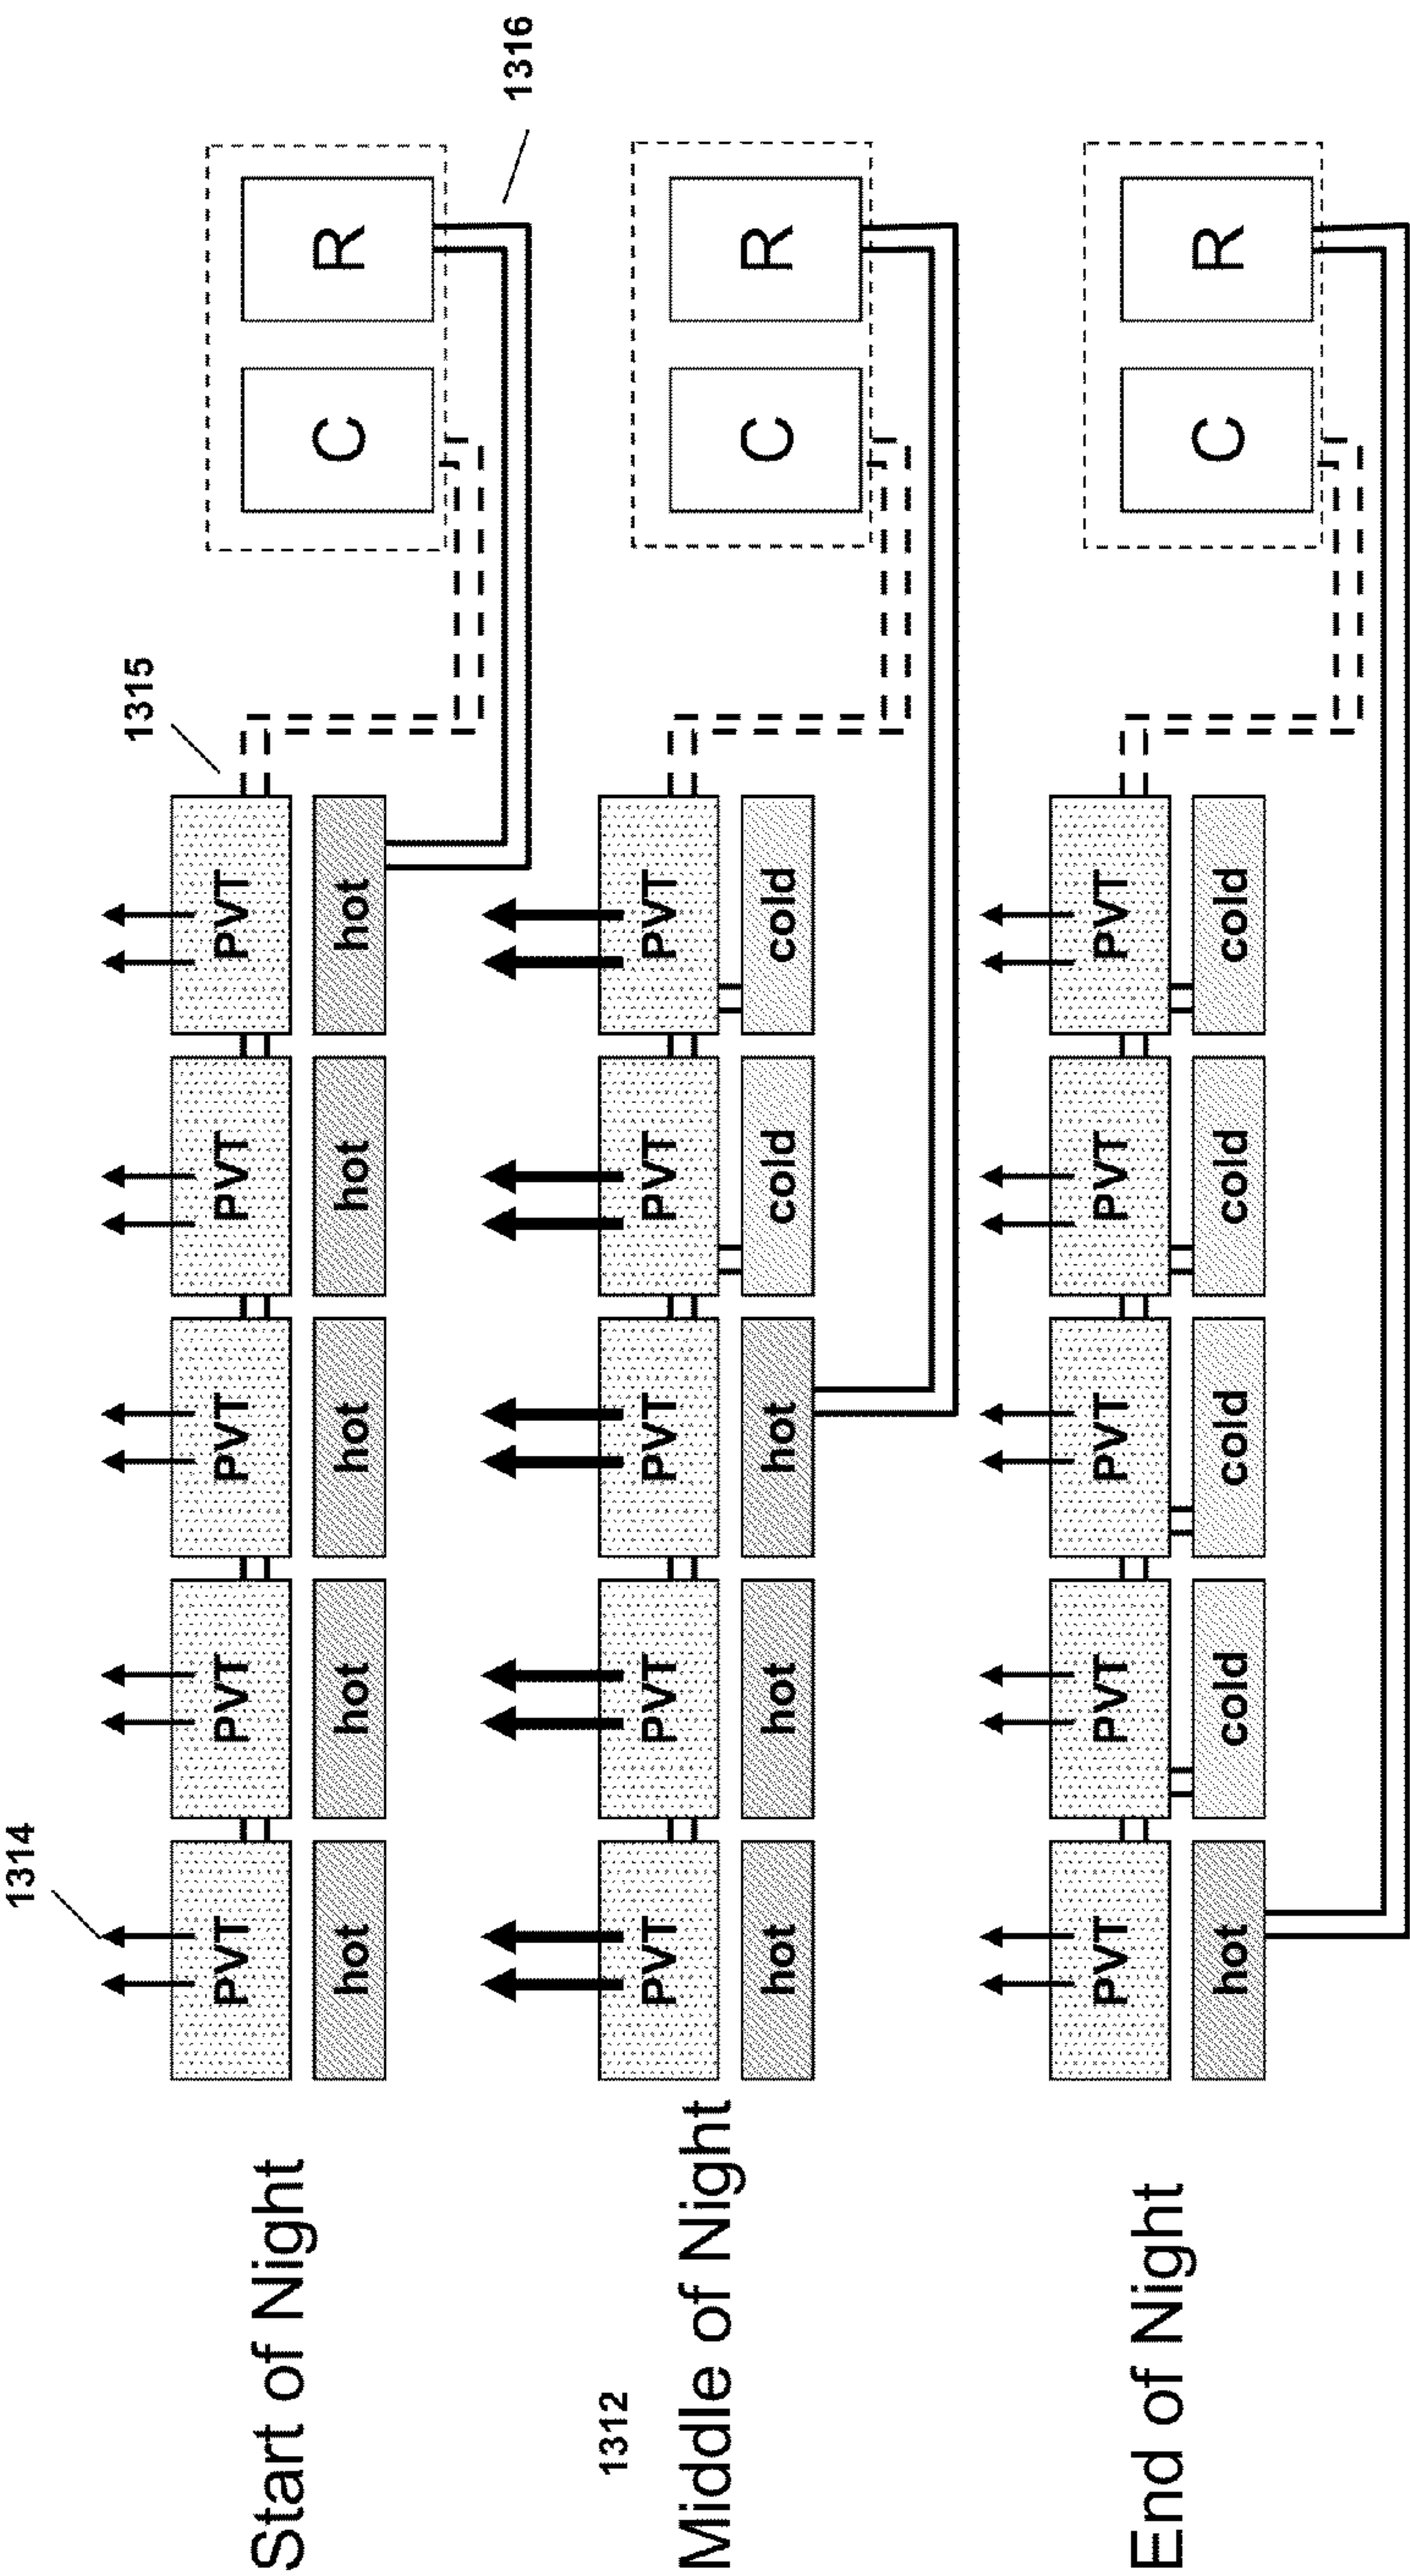 1314
1315
1316
Start of Night
PVT PVT PVT PVT PVT
hot hot hot hot hot
C R
1312
Middle of Night
PVT PVT PVT PVT PVT
hot hot hot cold cold
C R
End of Night
PVT PVT PVT PVT PVT
hot cold cold cold cold
C R